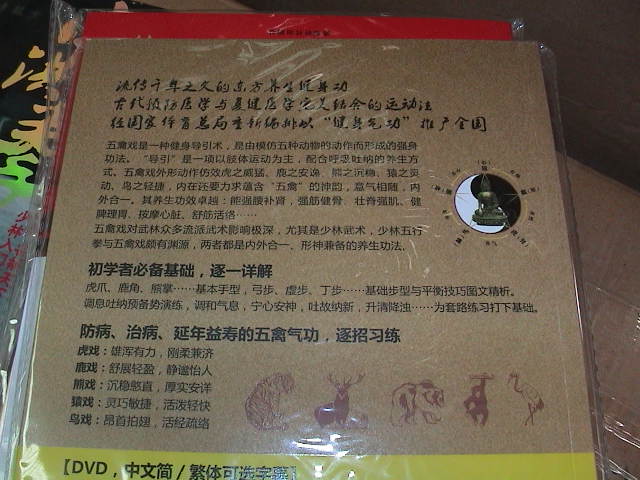 流传千年之久的东方养生健身功
古代预防医学与复健医学完美结合的运动法
经国家体育总局重新编排以“健身气功”推广全国
五禽戏是一种健身导引术，是由模仿五种动物的动作而形成的强身
功法。“导引”是一项以肢体运动为主，配合呼吸吐纳的养生方
式。五禽戏外形动作仿效虎之威猛、鹿之安逸、熊之沉稳、猿之灵
动、鸟之轻捷，内在还要力求蕴含“五禽”的神韵，意气相随，内
外合一。其养生功效卓越：能强腰补肾，强筋健骨、壮脊强肌、健
脾理胃、按摩心脏、舒筋活络……
五禽戏对武林众多流派武术影响极深，尤其是少林武术，少林五行
拳与五禽戏颇有渊源，两者都是内外合一、形神兼备的养生功法。
初学者必备基础，逐一详解
虎爪、鹿角、熊掌……基本手型，弓步、虚步、丁步……基础步型与平衡技巧图文精析。
调息吐纳预备势演练，调和气息，宁心安神，吐故纳新，升清降浊……为套路练习打下基础。
防病、治病、延年益寿的五禽气功，逐招习练
虎戏：雄浑有力，刚柔兼济
鹿戏：舒展轻盈，静谧怡人
熊戏：沉稳憨直，厚实安详
猿戏：灵巧敏捷，活泼轻快
鸟戏：昂首拍翅，活经疏络
【DVD，中文简/繁体可选字幕】
少林